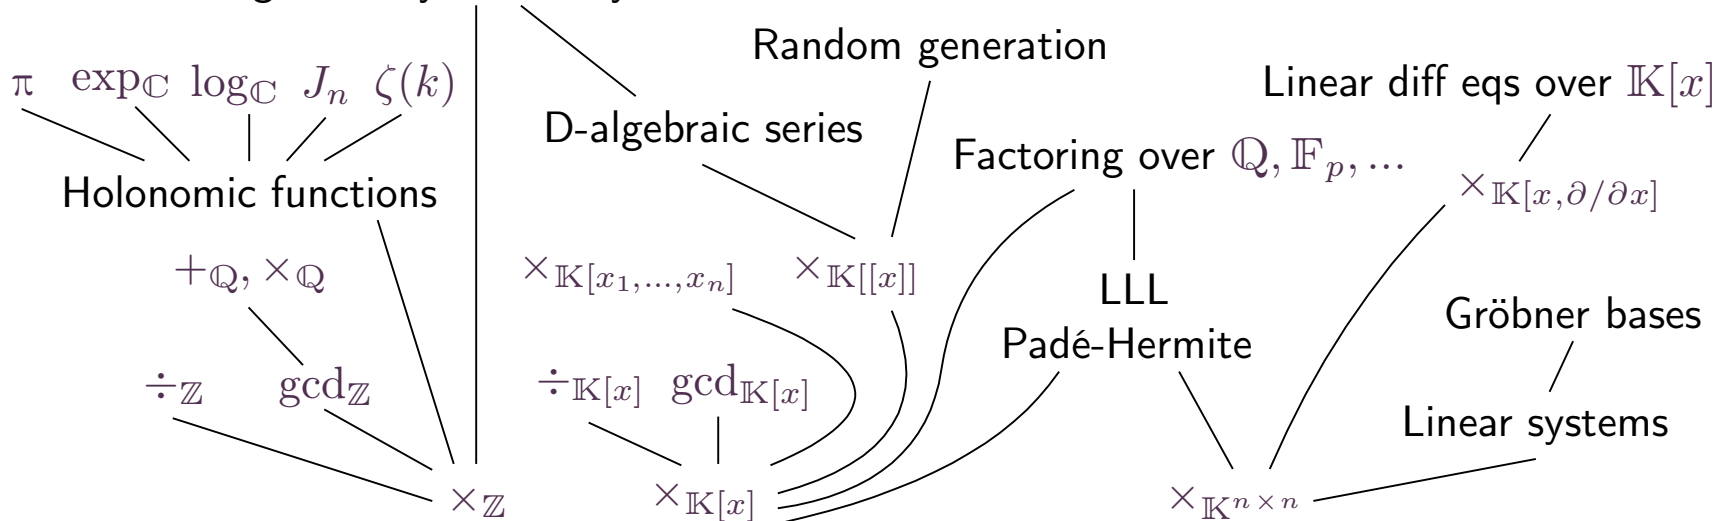 Random generation
π exp_ℂ log_ℂ J_n ζ(k)
Linear diff eqs over 𝕂[x]
D-algebraic series
Factoring over ℚ, 𝔽_p, ...
Holonomic functions
×_𝕂[x,∂/∂x]
+_ℚ, ×_ℚ
×_𝕂[x_1,...,x_n]
×_𝕂[[x]]
LLL
Padé-Hermite
Gröbner bases
÷_ℤ
gcd_ℤ
÷_𝕂[x]
gcd_𝕂[x]
Linear systems
×_ℤ
×_𝕂[x]
×_𝕂^{n×n}